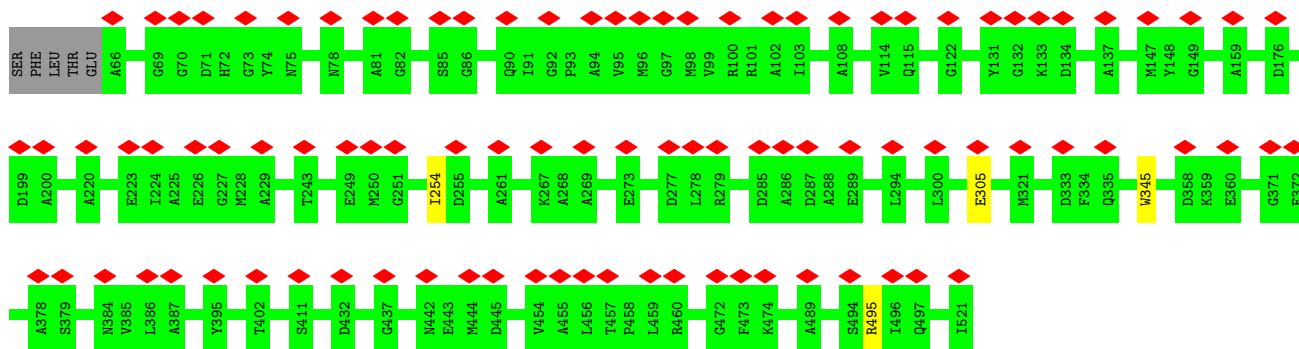 SER PHE LEU THR GLU A66 G69 G70 D71 H72 G73 Y74 N75 N78 A81 G82 S85 G86 Q90 I91 G92 P93 A94 V95 M96 G97 M98 V99 R100 R101 A102 I103 A108 V114 Q115 G122 Y131 G132 K133 D134 A137 M147 Y148 G149 A159 D176
D199 A200 A220 E223 I224 A225 E226 G227 M228 A229 T243 E249 M250 G251 I254 D255 A261 K267 A268 A269 E273 D277 L278 R279 D285 A286 D287 A288 E289 L294 L300 E305 M321 D333 F334 Q335 W345 D358 K359 E360 G371
A378 S379 N384 V385 L386 A387 Y395 T402 S411 D432 G437 N442 E443 M444 D445 V454 A455 L456 T457 P458 L459 R460 G472 F473 K474 A489 S494 R495 I496 Q497 I521